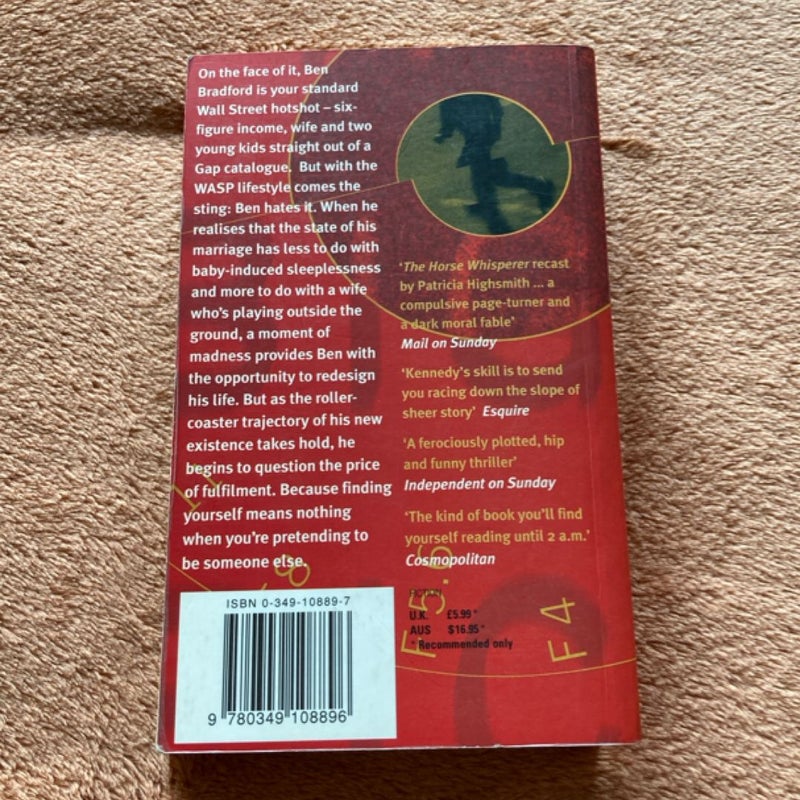 On the face of it, Ben
Bradford is your standard
Wall Street hotshot – six-
figure income, wife and two
young kids straight out of a
Gap catalogue. But with the
WASP lifestyle comes the
sting: Ben hates it. When he
realises that the state of his
marriage has less to do with
baby-induced sleeplessness
and more to do with a wife
who's playing outside the
ground, a moment of
madness provides Ben with
the opportunity to redesign
his life. But as the roller-
coaster trajectory of his new
existence takes hold, he
begins to question the price
of fulfilment. Because finding
yourself means nothing
when you're pretending to
be someone else.
'The Horse Whisperer recast
by Patricia Highsmith ... a
compulsive page-turner and
a dark moral fable'
Mail on Sunday
'Kennedy's skill is to send
you racing down the slope of
sheer story' Esquire
'A ferociously plotted, hip
and funny thriller'
Independent on Sunday
'The kind of book you'll find
yourself reading until 2 a.m.'
Cosmopolitan
11
8
F5.6
F4
FICTION
U.K. £5.99*
AUS $16.95*
* Recommended only
ISBN 0-349-10889-7
9 780349 108896